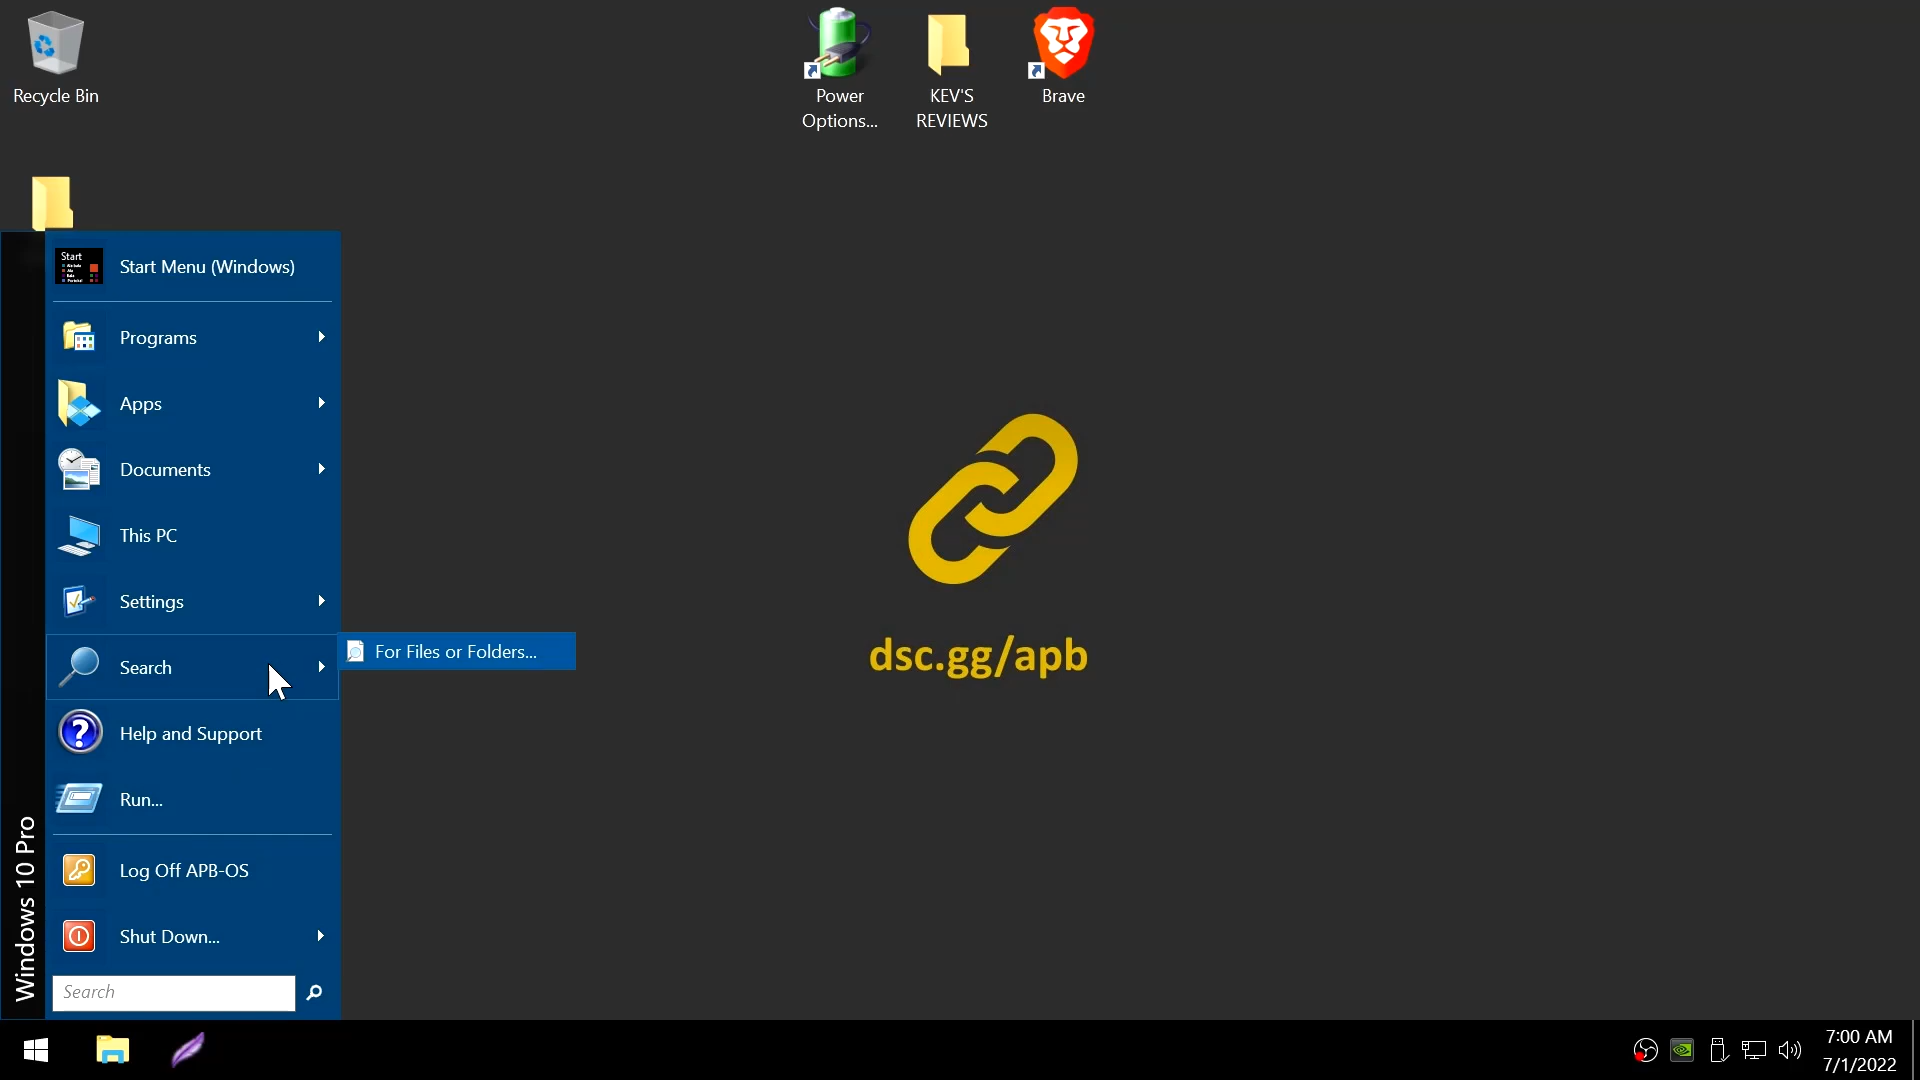 Recycle Bin
Power
Options...
KEV'S
REVIEWS
Brave
Start
Start Menu (Windows)
Programs
Apps
Documents
This PC
Settings
Search
For Files or Folders...
Help and Support
Run...
Log Off APB-OS
Shut Down...
Search
Windows 10 Pro
dsc.gg/apb
7:00 AM
7/1/2022